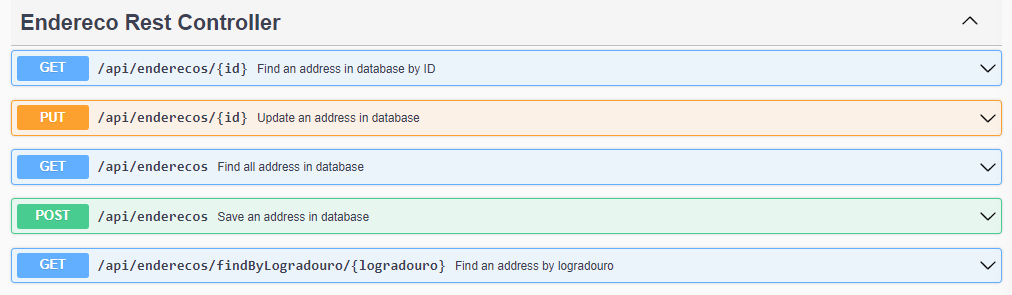 Endereco Rest Controller
GET /api/enderecos/{id} Find an address in database by ID
PUT /api/enderecos/{id} Update an address in database
GET /api/enderecos Find all address in database
POST /api/enderecos Save an address in database
GET /api/enderecos/findByLogradouro/{logradouro} Find an address by logradouro